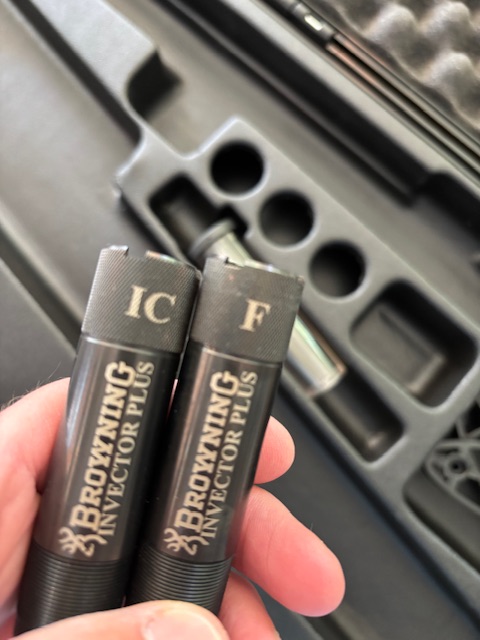 IC
BROWNING
INVECTOR PLUS
F
BROWNING
INVECTOR PLUS